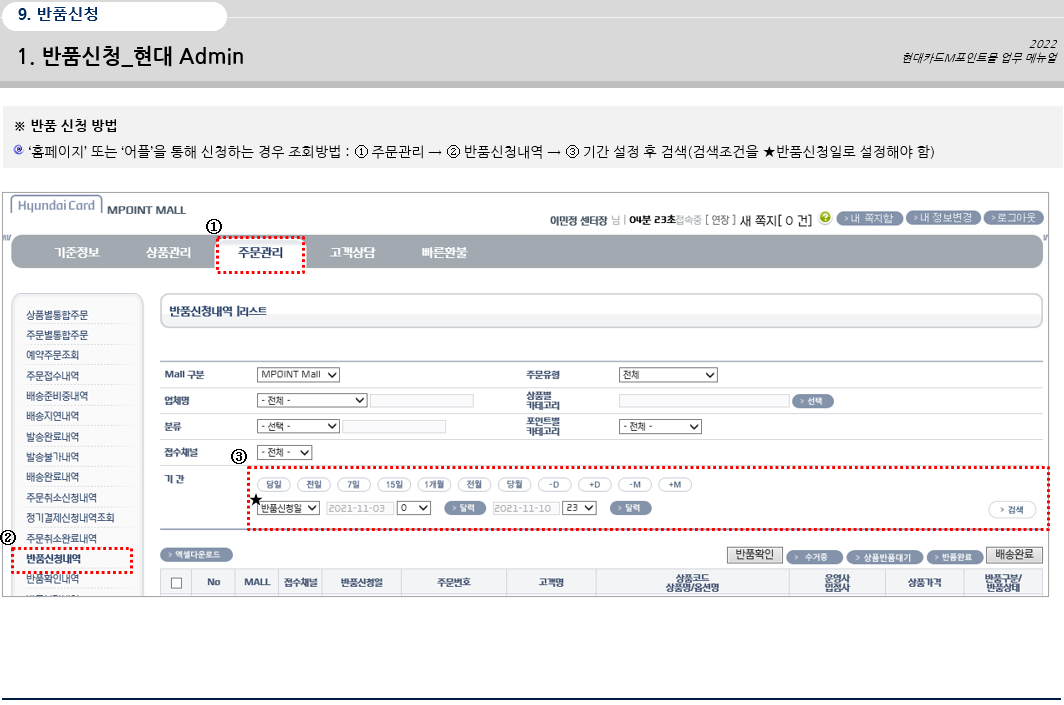 9. 반품신청
1. 반품신청_현대 Admin
2022
현대카드M포인트몰 업무 메뉴얼
※ 반품 신청 방법
‘홈페이지’ 또는 ‘어플’을 통해 신청하는 경우 조회방법 : ① 주문관리 → ② 반품신청내역 → ③ 기간 설정 후 검색(검색조건을 ★반품신청일로 설정해야 함)
Hyundai Card MPOINT MALL
이민정 센터장 님 | 04분 23초접속중 [ 연장 ] 새 쪽지[ 0 건] ? > 내 쪽지함 > 내 정보변경 > 로그아웃
①
기준정보 상품관리 주문관리 고객상담 빠른환불
상품별통합주문
주문별통합주문
예약주문조회
주문접수내역
배송준비중내역
배송지연내역
발송완료내역
발송불가내역
배송완료내역
주문취소신청내역
정기결제신청내역조회
주문취소완료내역
②
반품신청내역
반품확인내역
반품신청내역 |리스트
Mall 구분 MPOINT Mall 주문유형 전체
업체명 - 전체 - 상품별 카테고리 > 선택
분류 - 선택 - 포인트별 카테고리 - 전체 -
접수채널 - 전체 -
③
기 간 당일 전일 7일 15일 1개월 전월 당월 -D +D -M +M
★ 반품신청일 2021-11-03 0 > 달력 2021-11-10 23 > 달력 > 검색
> 엑셀다운로드 반품확인 > 수거중 > 상품반품대기 > 반품완료 배송완료
No MALL 접수채널 반품신청일 주문번호 고객명 상품코드 상품명/옵션명 운영사 입점사 상품가격 반품구분/ 반품상태